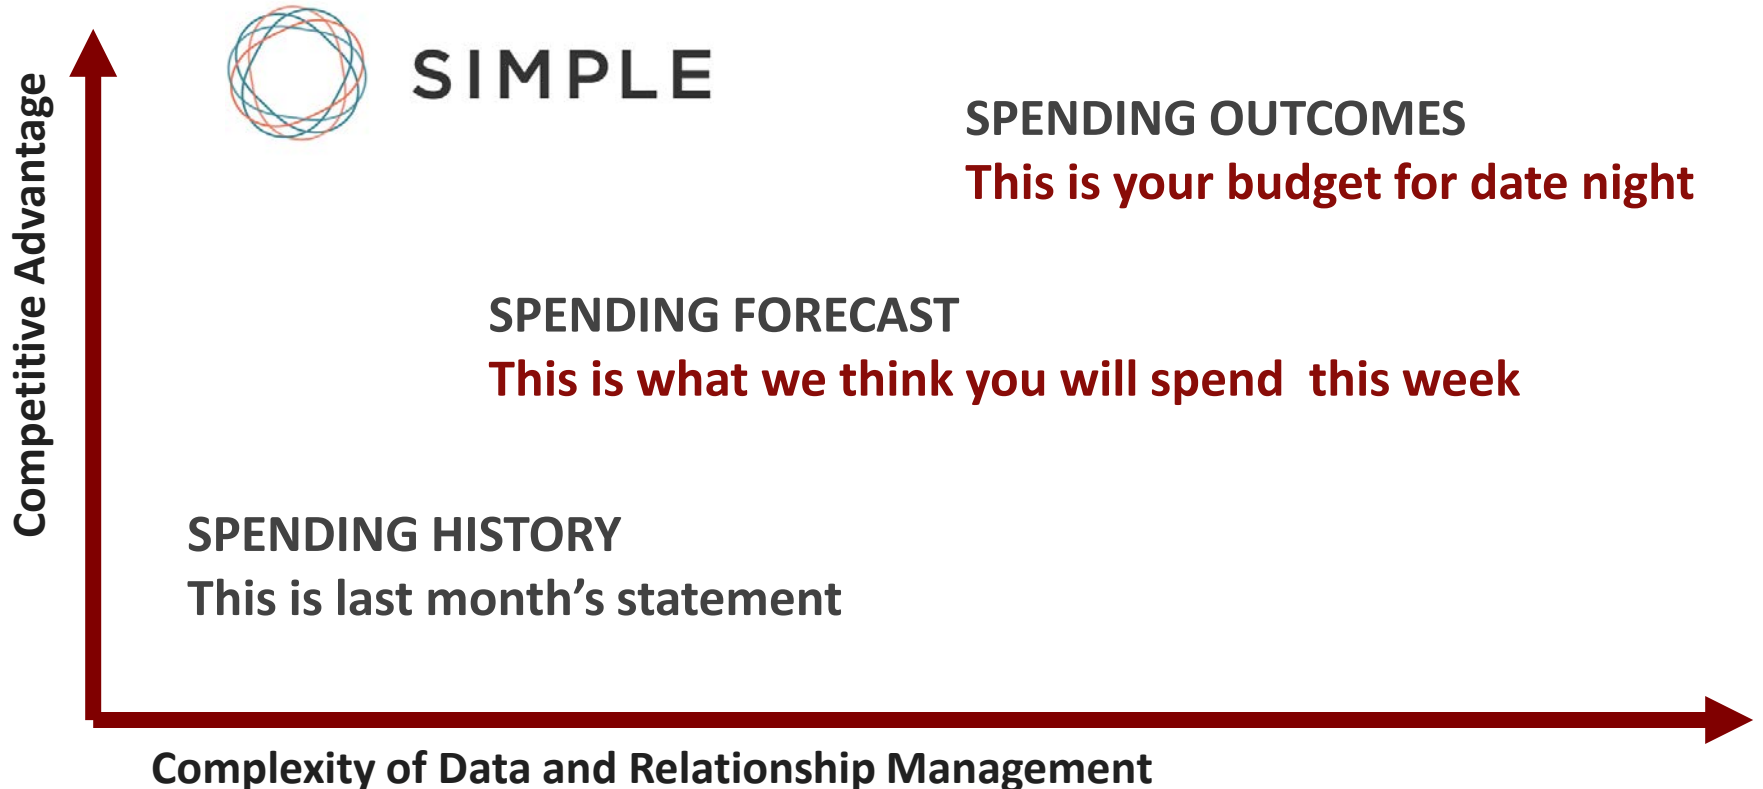 SIMPLE
Competitive Advantage
SPENDING OUTCOMES
This is your budget for date night
SPENDING FORECAST
This is what we think you will spend  this week
SPENDING HISTORY
This is last month’s statement
Complexity of Data and Relationship Management